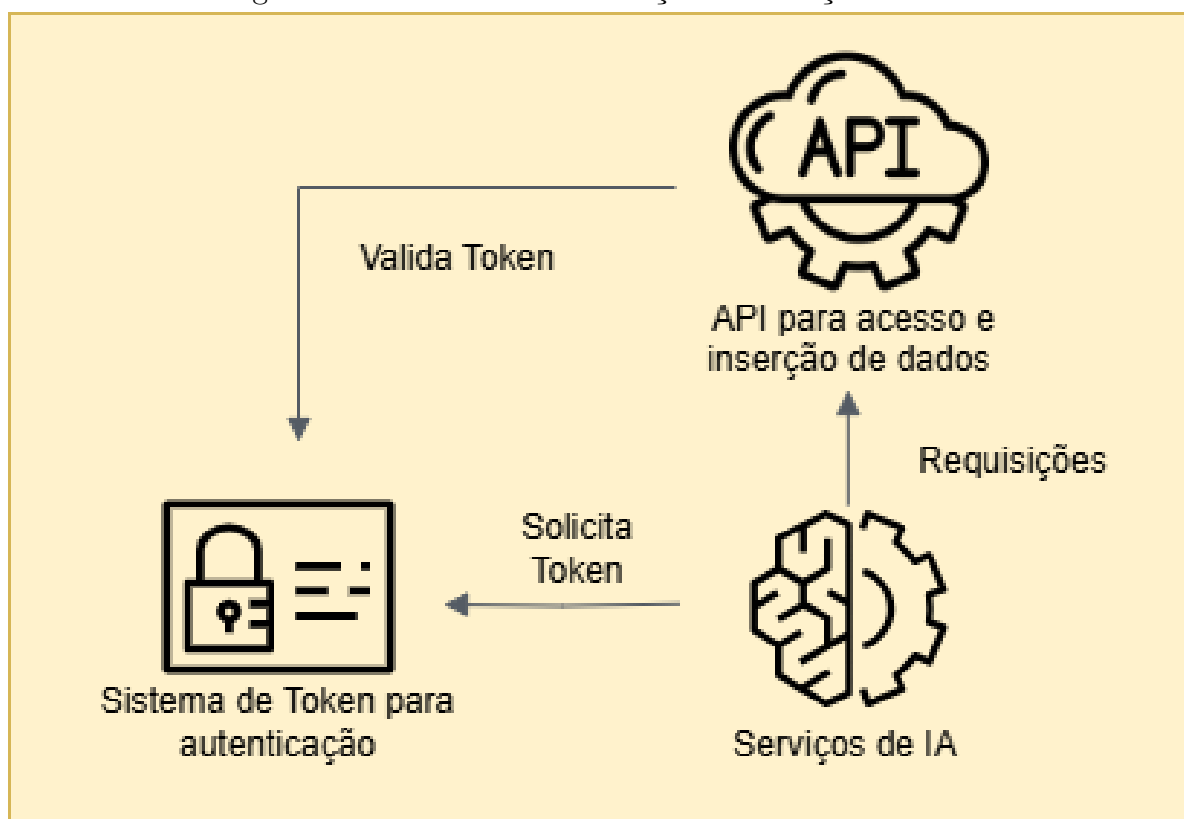 API
Valida Token
API para acesso e
inserção de dados
Requisições
Solicita
Token
Sistema de Token para
autenticação
Serviços de IA